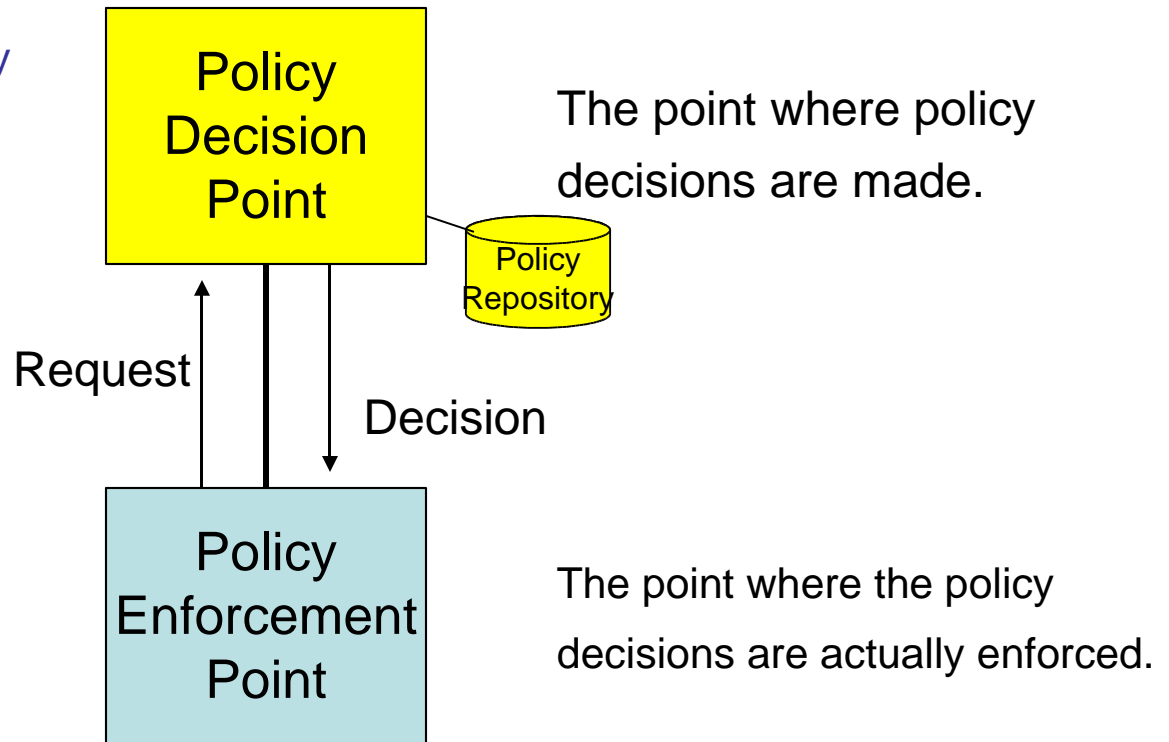 Policy
Decision
Point
The point where policy
decisions are made.
Policy
Repository
Request
Decision
Policy
Enforcement
Point
The point where the policy
decisions are actually enforced.